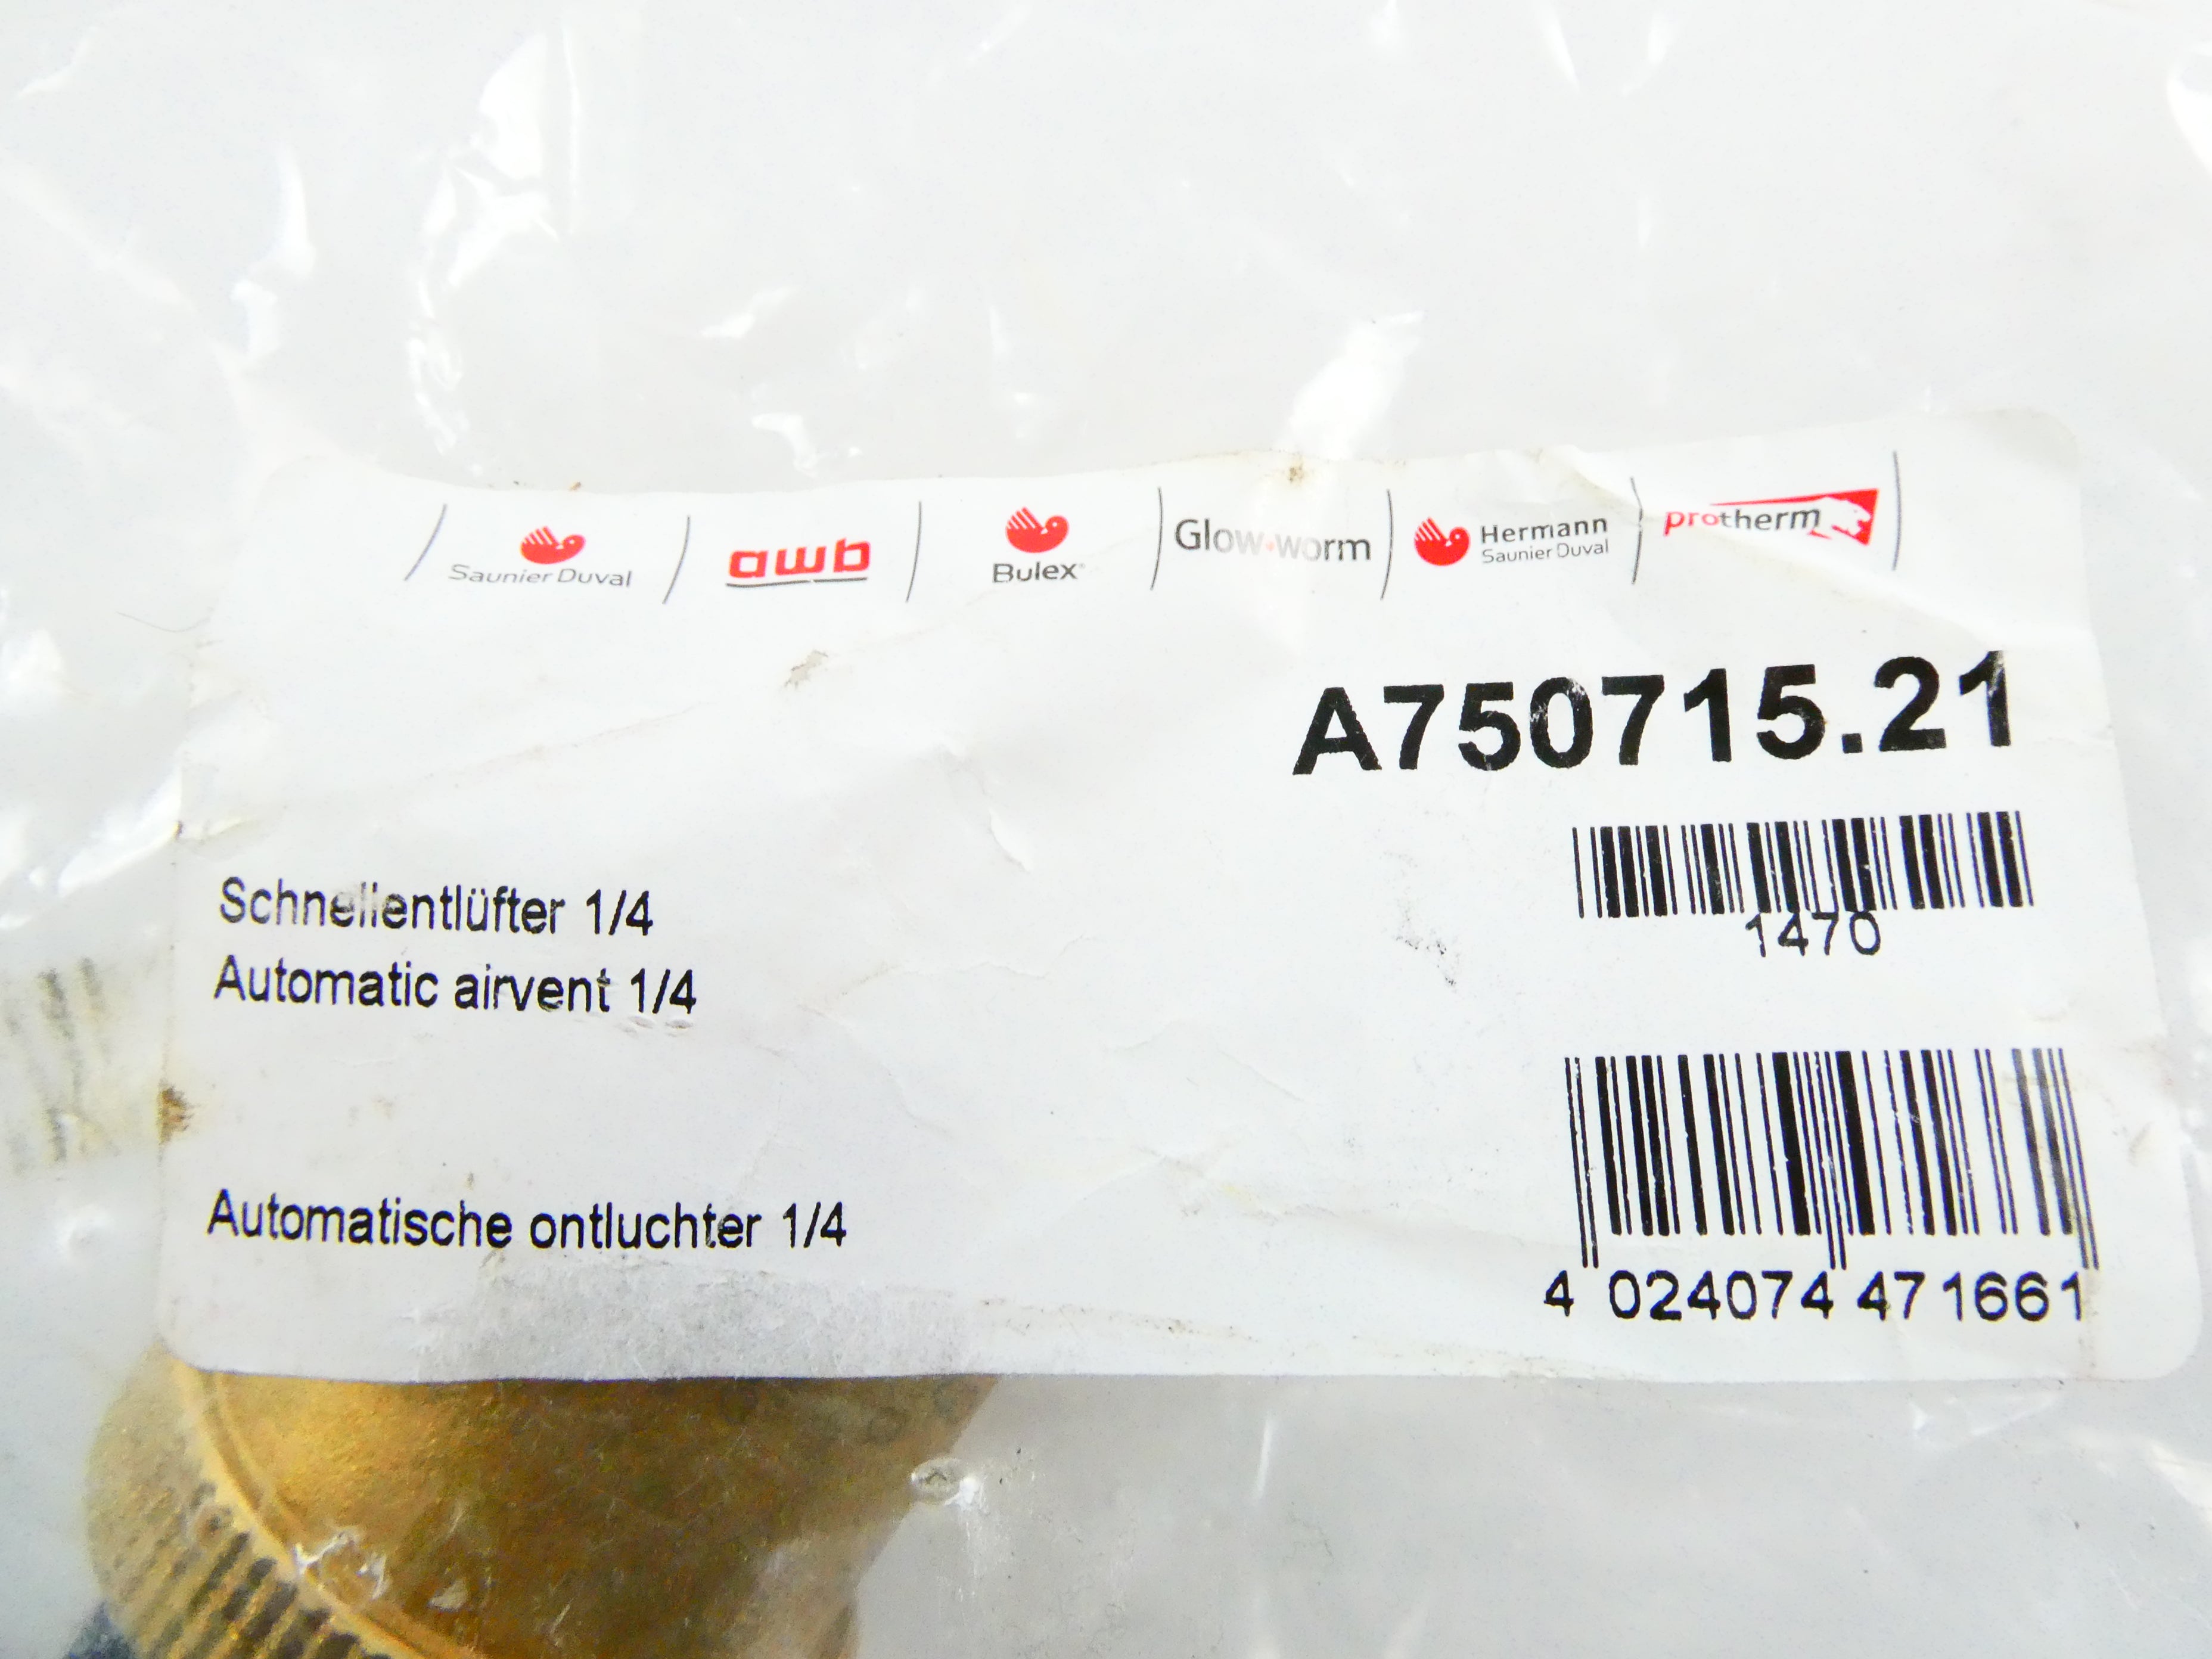 Saunier Duval awb Bulex Glow-worm Hermann Saunier Duval protherm
A750715.21
1470
Schnellentlüfter 1/4
Automatic airvent 1/4
Automatische ontluchter 1/4
4 024074 471661